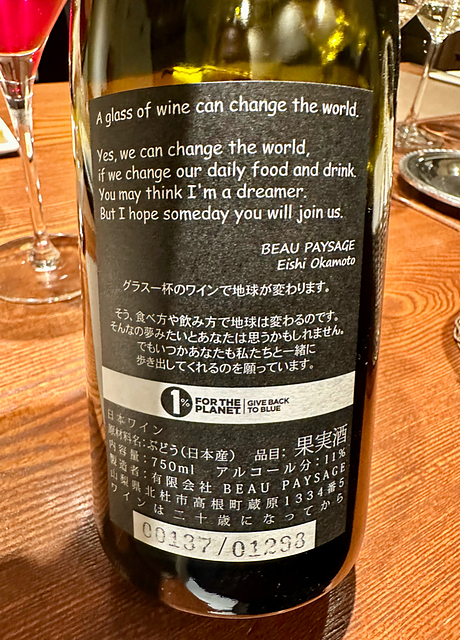 A glass of wine can change the world.
Yes, we can change the world,
if we change our daily food and drink.
You may think I'm a dreamer.
But I hope someday you will join us.
BEAU PAYSAGE
Eishi Okamoto
グラス一杯のワインで地球が変わります。
そう、食べ方や飲み方で地球は変わるのです。
そんなの夢みたいとあなたは思うかもしれません。
でもいつかあなたも私たちと一緒に
歩き出してくれるのを願っています。
1% FOR THE PLANET GIVE BACK TO BLUE
日本ワイン
原材料名:ぶどう(日本産) 品目: 果実酒
内容量:750ml アルコール分:11%
製造者:有限会社 BEAU PAYSAGE
山梨県北杜市高根町蔵原1334番5
ワインは二十歳になってから
00187/01298